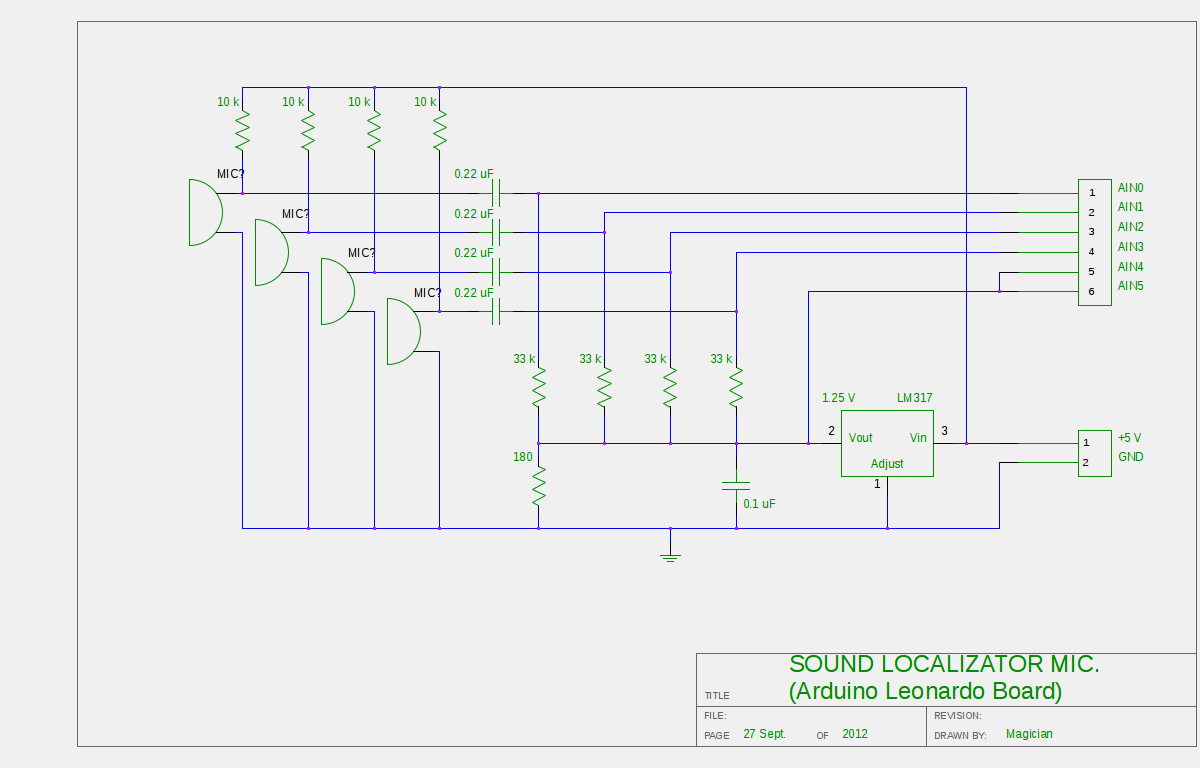 10 k 10 k 10 k 10 k
MIC?
MIC?
MIC?
MIC?
0.22 uF
0.22 uF
0.22 uF
0.22 uF
1 AIN0
2 AIN1
3 AIN2
4 AIN3
5 AIN4
6 AIN5
33 k 33 k 33 k 33 k
1.25 V LM317
2 Vout Vin 3
Adjust
1
1 +5 V
2 GND
180
0.1 uF
TITLE
SOUND LOCALIZATOR MIC.
(Arduino Leonardo Board)
FILE:
REVISION:
PAGE 27 Sept. OF 2012
DRAWN BY: Magician